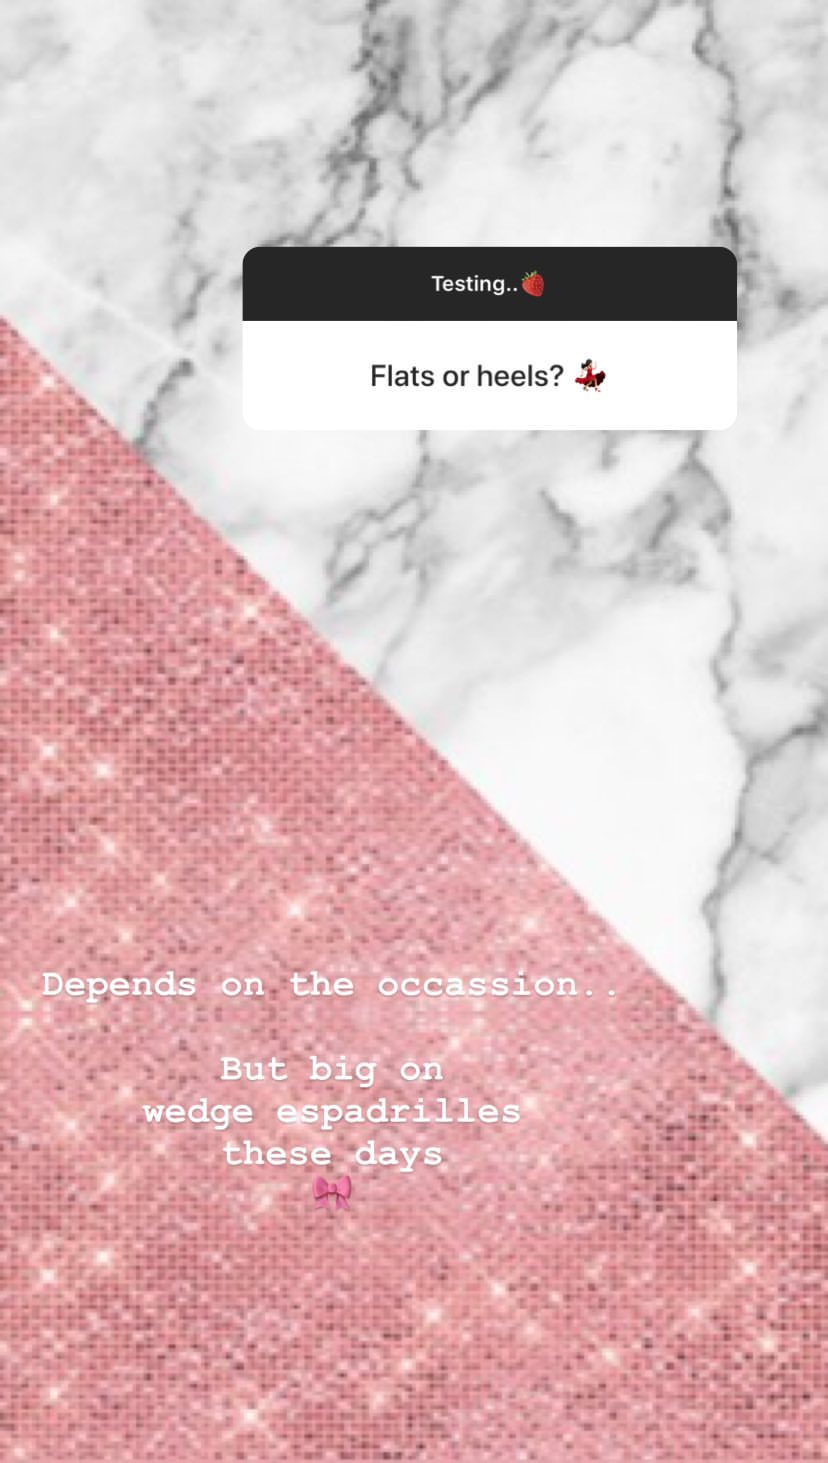 Testing..🍓
Flats or heels? 💃🏻
Depends on the occassion..
But big on
wedge espadrilles
these days
🎀